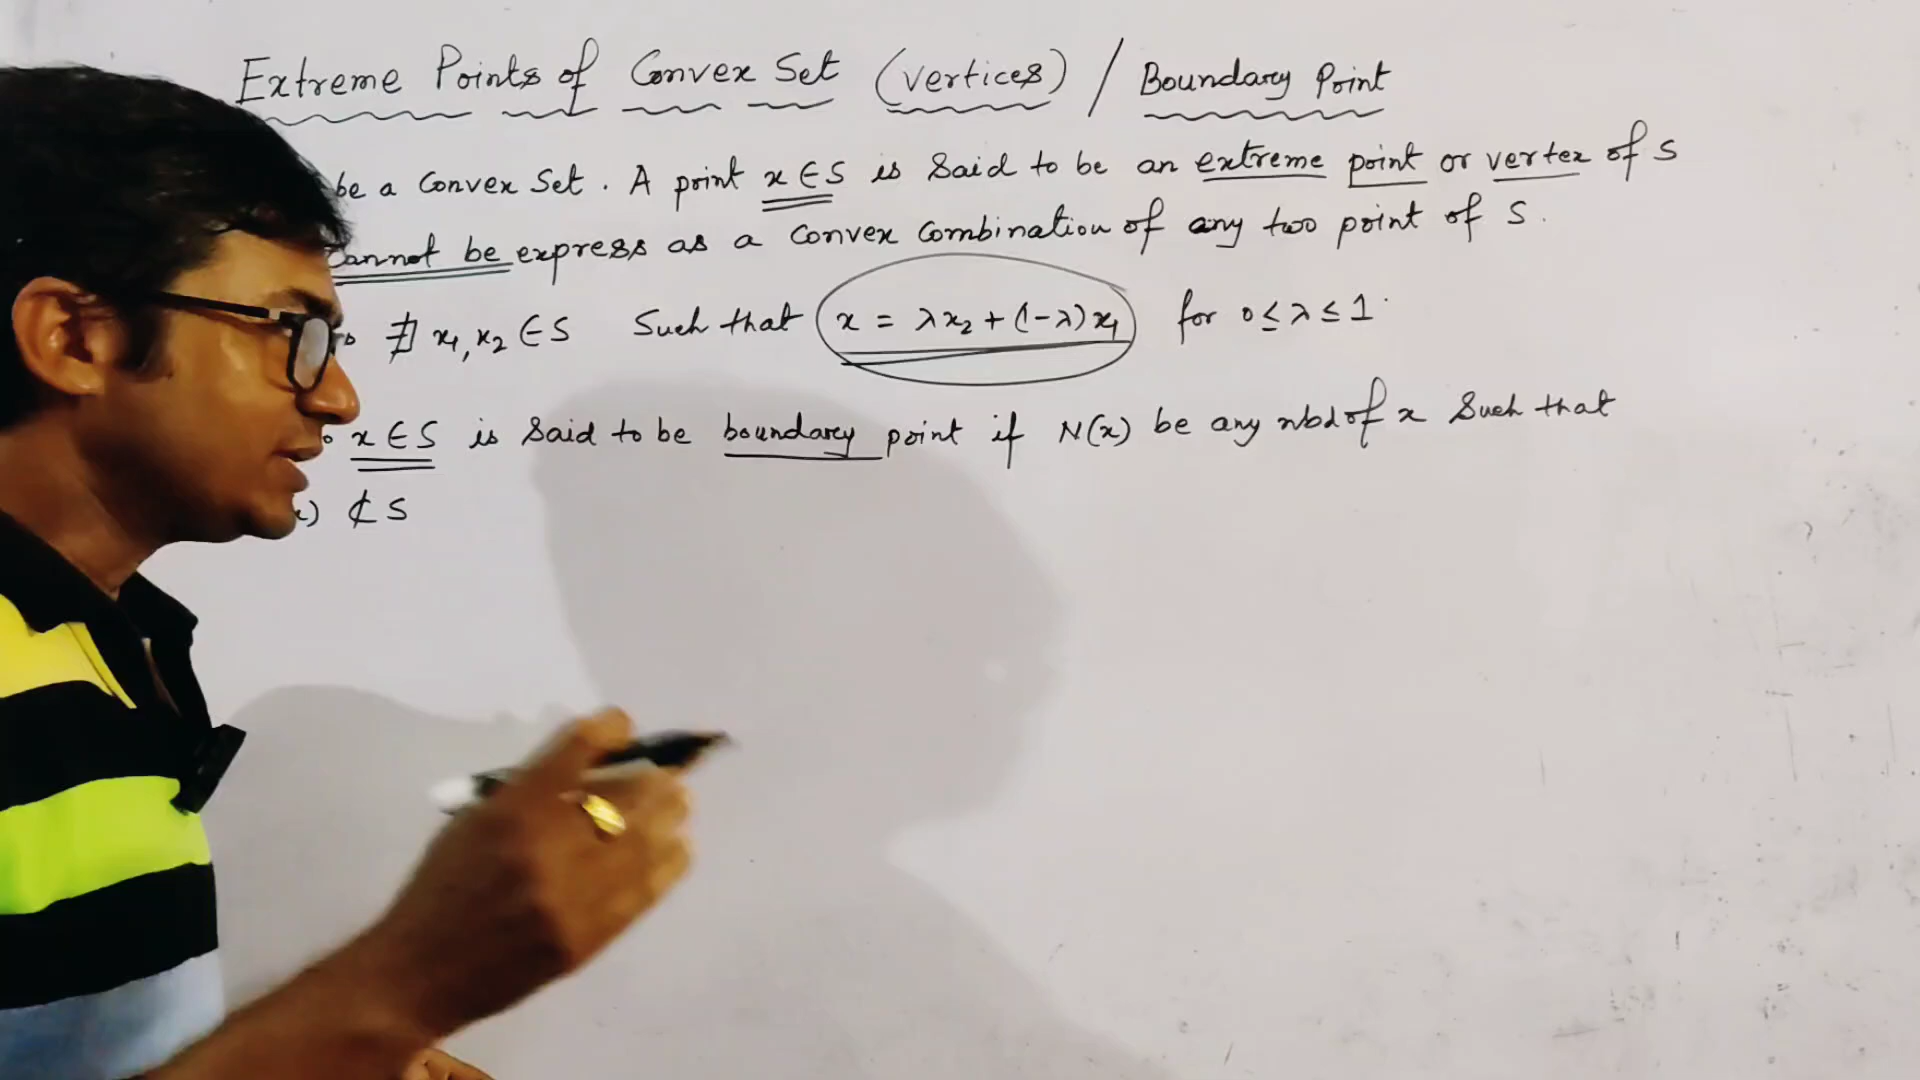 Extreme Points of Convex Set (vertices) / Boundary Point
be a Convex Set. A point x ∈ S is Said to be an extreme point or vertex of S
cannot be express as a convex combination of any two point of S.
∄ x₁, x₂ ∈ S Such that x = λx₂ + (1-λ)x₁ for 0 ≤ λ ≤ 1.
x ∈ S is Said to be boundary point if N(x) be any nbd of x Such that
) ⊄ S